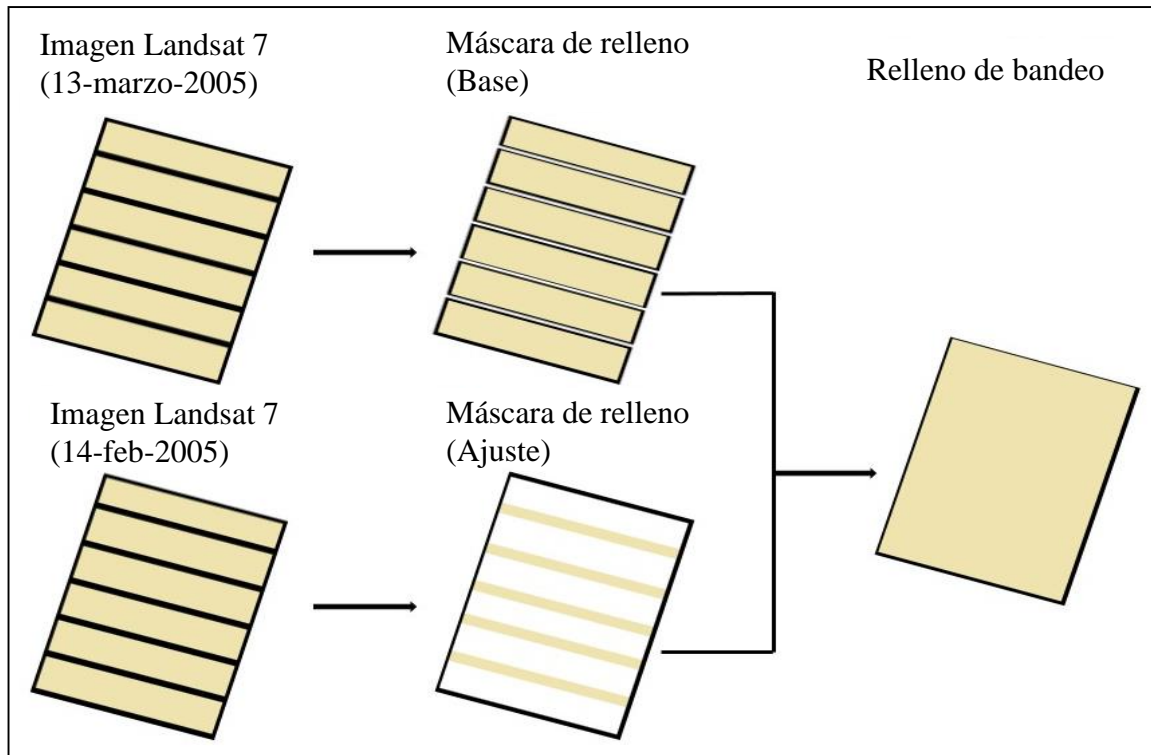 Imagen Landsat 7
(13-marzo-2005)
Máscara de relleno
(Base)
Relleno de bandeo
Imagen Landsat 7
(14-feb-2005)
Máscara de relleno
(Ajuste)